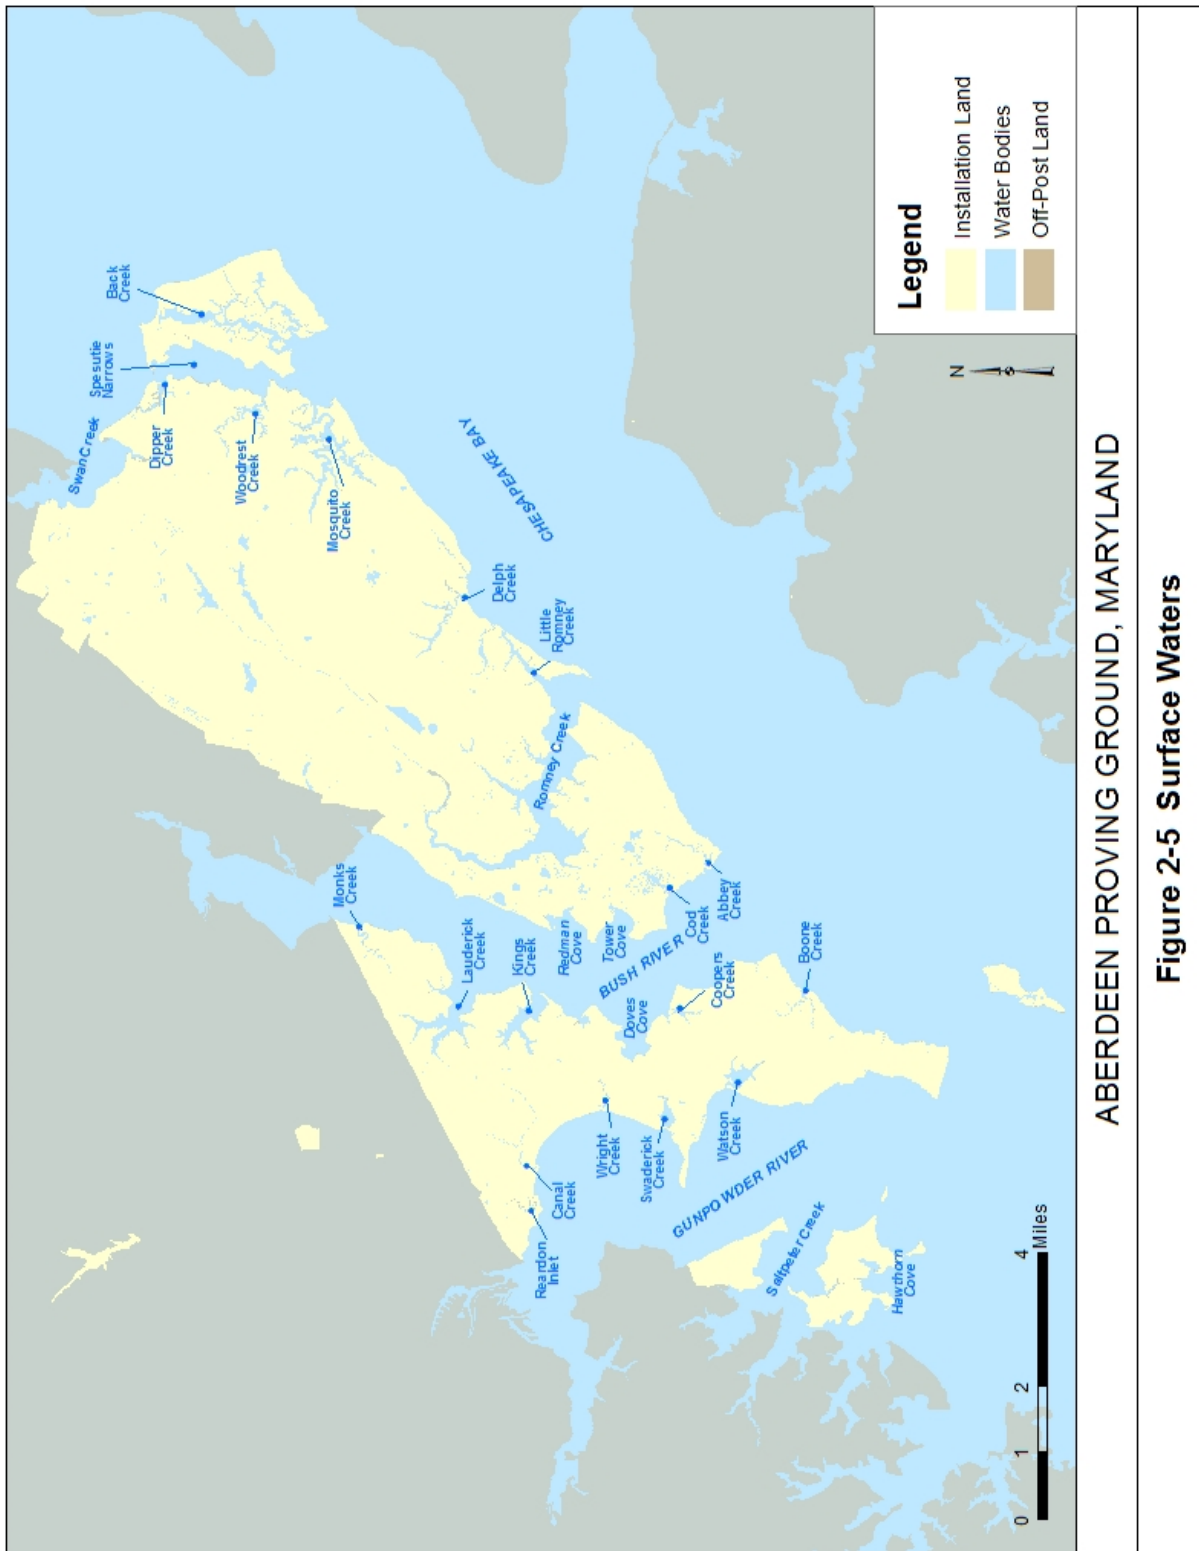 Swan Creek
Spesutie
Narrows
Back
Creek
Dipper
Creek
Woodrest
Creek
Mosquito
Creek
CHESAPEAKE BAY
Delph
Creek
Little
Romney
Creek
Romney Creek
Monks
Creek
Lauderick
Creek
Kings
Creek
Redman
Cove
Tower
Cove
BUSH RIVER
Cod
Creek
Abbey
Creek
Doves
Cove
Coopers
Creek
Boone
Creek
Reardon
Inlet
Canal
Creek
Wright
Creek
Swaderick
Creek
Watson
Creek
GUNPOWDER RIVER
Saltpeter Creek
Hawthorn
Cove
0 1 2 4
Miles
N
Legend
Installation Land
Water Bodies
Off-Post Land
ABERDEEN PROVING GROUND, MARYLAND
Figure 2-5 Surface Waters